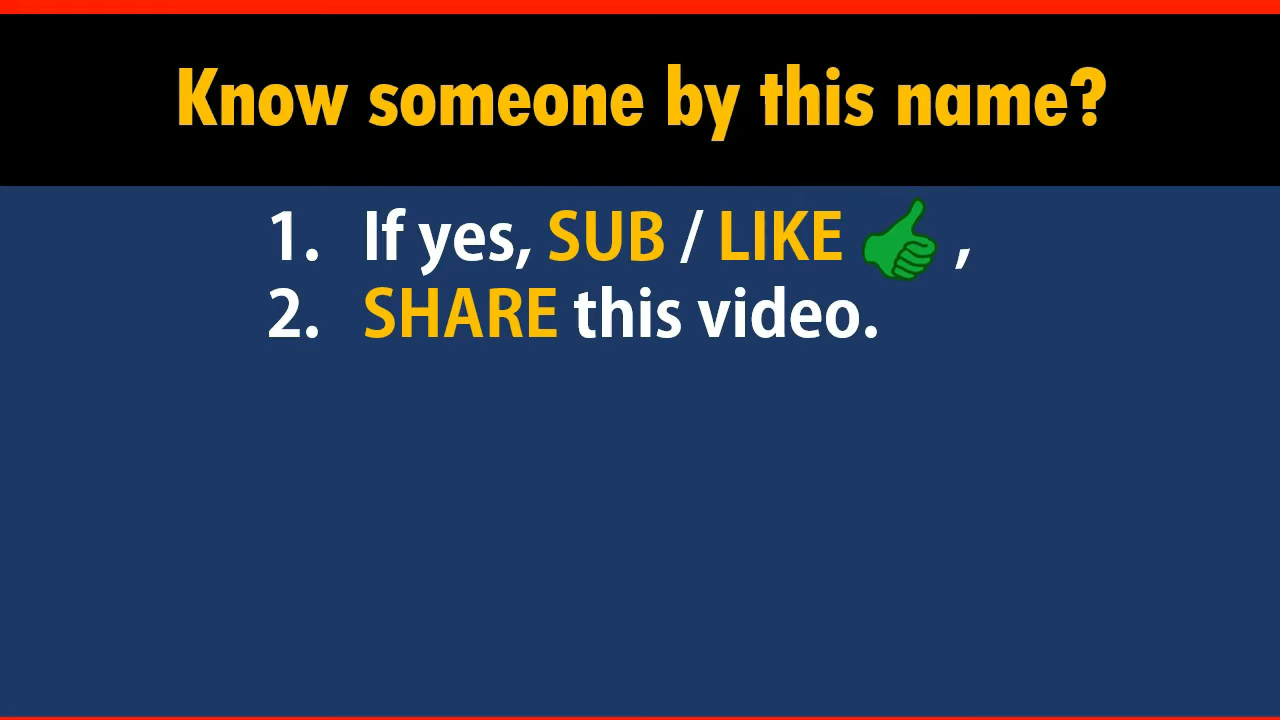 Know someone by this name?
1. If yes, SUB / LIKE ,
2. SHARE this video.